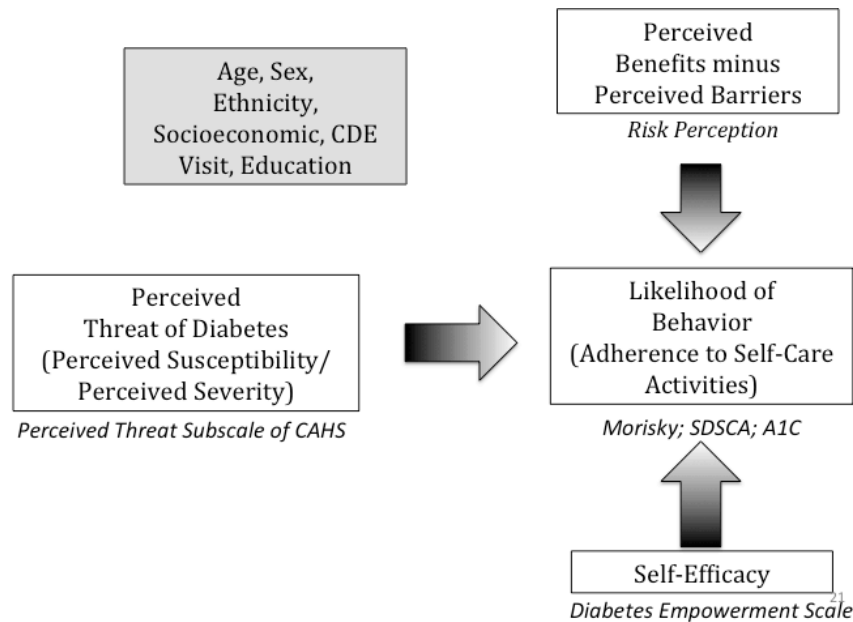 Age, Sex,
Ethnicity,
Socioeconomic, CDE
Visit, Education
Perceived
Benefits minus
Perceived Barriers
Risk Perception
Perceived
Threat of Diabetes
(Perceived Susceptibility/
Perceived Severity)
Perceived Threat Subscale of CAHS
Likelihood of
Behavior
(Adherence to Self-Care
Activities)
Morisky; SDSCA; A1C
Self-Efficacy
21
Diabetes Empowerment Scale